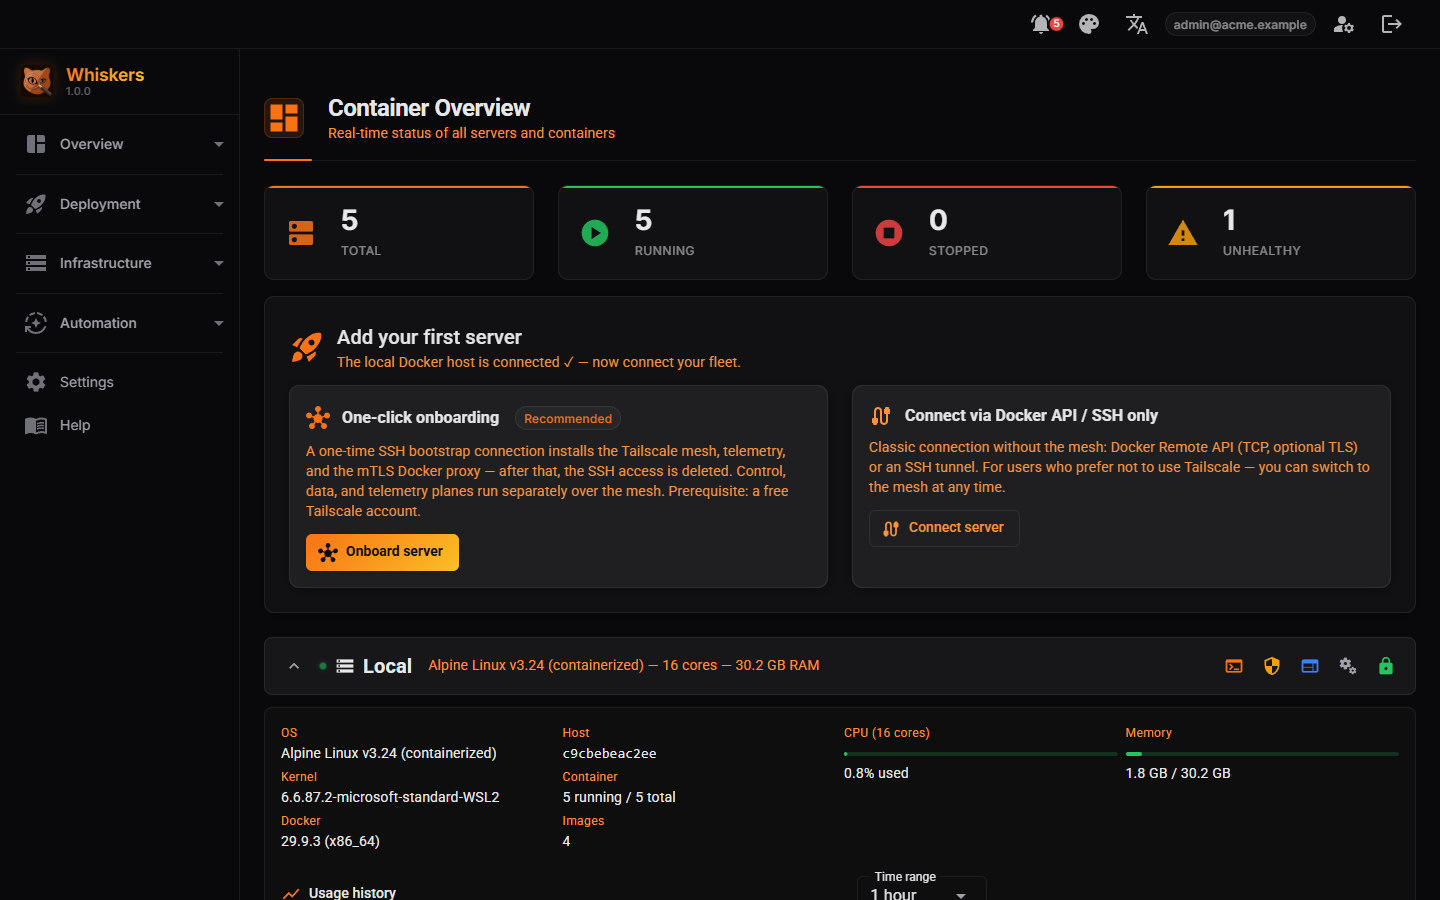 5
admin@acme.example
Whiskers
1.0.0
Overview
Deployment
Infrastructure
Automation
Settings
Help
Container Overview
Real-time status of all servers and containers
5
TOTAL
5
RUNNING
0
STOPPED
1
UNHEALTHY
Add your first server
The local Docker host is connected ✓ — now connect your fleet.
One-click onboarding
Recommended
A one-time SSH bootstrap connection installs the Tailscale mesh, telemetry,
and the mTLS Docker proxy — after that, the SSH access is deleted. Control,
data, and telemetry planes run separately over the mesh. Prerequisite: a free
Tailscale account.
Onboard server
Connect via Docker API / SSH only
Classic connection without the mesh: Docker Remote API (TCP, optional TLS)
or an SSH tunnel. For users who prefer not to use Tailscale — you can switch to
the mesh at any time.
Connect server
Local
Alpine Linux v3.24 (containerized) — 16 cores — 30.2 GB RAM
OS
Alpine Linux v3.24 (containerized)
Kernel
6.6.87.2-microsoft-standard-WSL2
Docker
29.9.3 (x86_64)
Host
c9cbebeac2ee
Container
5 running / 5 total
Images
4
CPU (16 cores)
0.8% used
Memory
1.8 GB / 30.2 GB
Usage history
Time range
1 hour